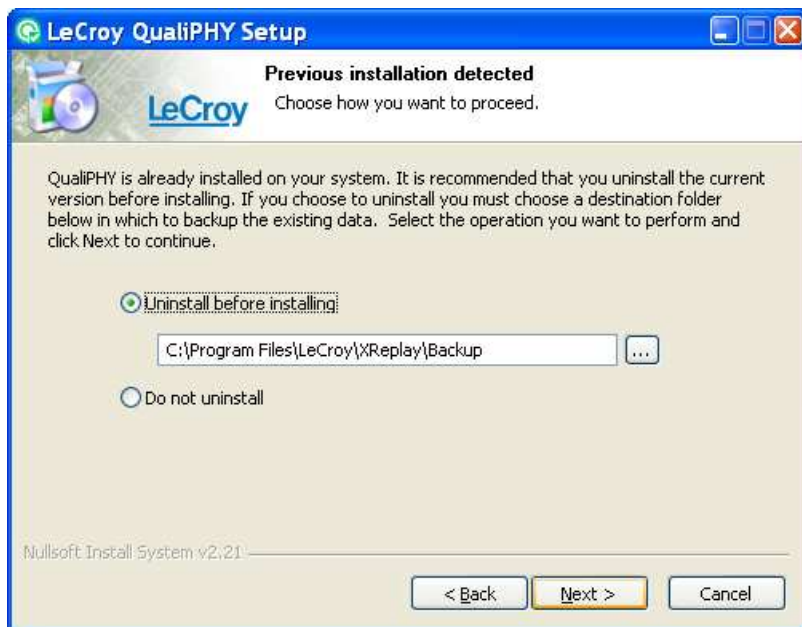 LeCroy QualiPHY Setup
Previous installation detected
LeCroy
Choose how you want to proceed.
QualiPHY is already installed on your system. It is recommended that you uninstall the current
version before installing. If you choose to uninstall you must choose a destination folder
below in which to backup the existing data.  Select the operation you want to perform and
click Next to continue.
Uninstall before installing
C:\Program Files\LeCroy\XReplay\Backup
...
Do not uninstall
Nullsoft Install System v2.21
< Back
Next >
Cancel